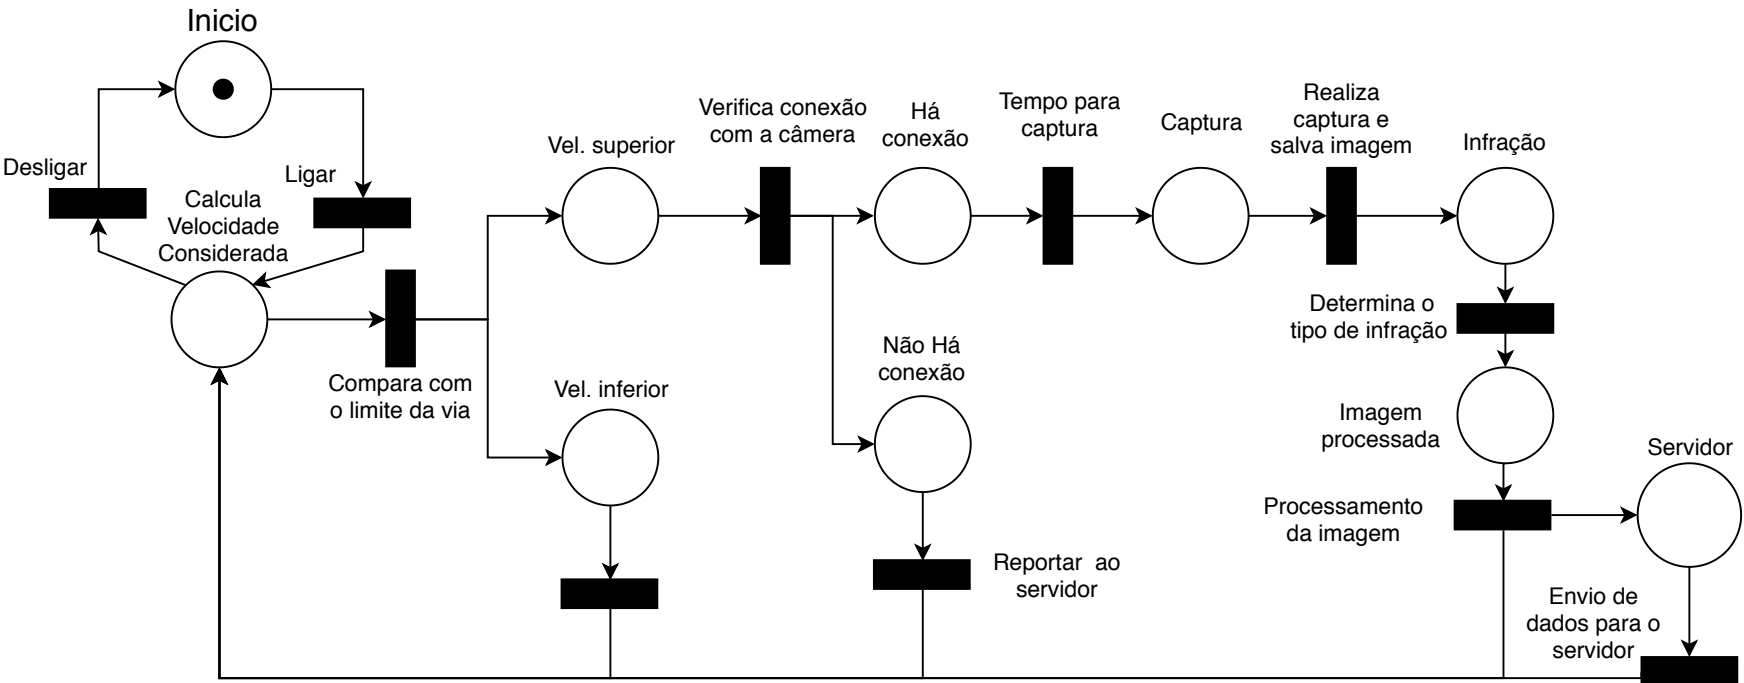 Inicio
Desligar
Ligar
Calcula
Velocidade
Considerada
Compara com
o limite da via
Vel. superior
Vel. inferior
Verifica conexão
com a câmera
Há
conexão
Não Há
conexão
Reportar ao
servidor
Tempo para
captura
Captura
Realiza
captura e
salva imagem
Infração
Determina o
tipo de infração
Imagem
processada
Processamento
da imagem
Servidor
Envio de
dados para o
servidor